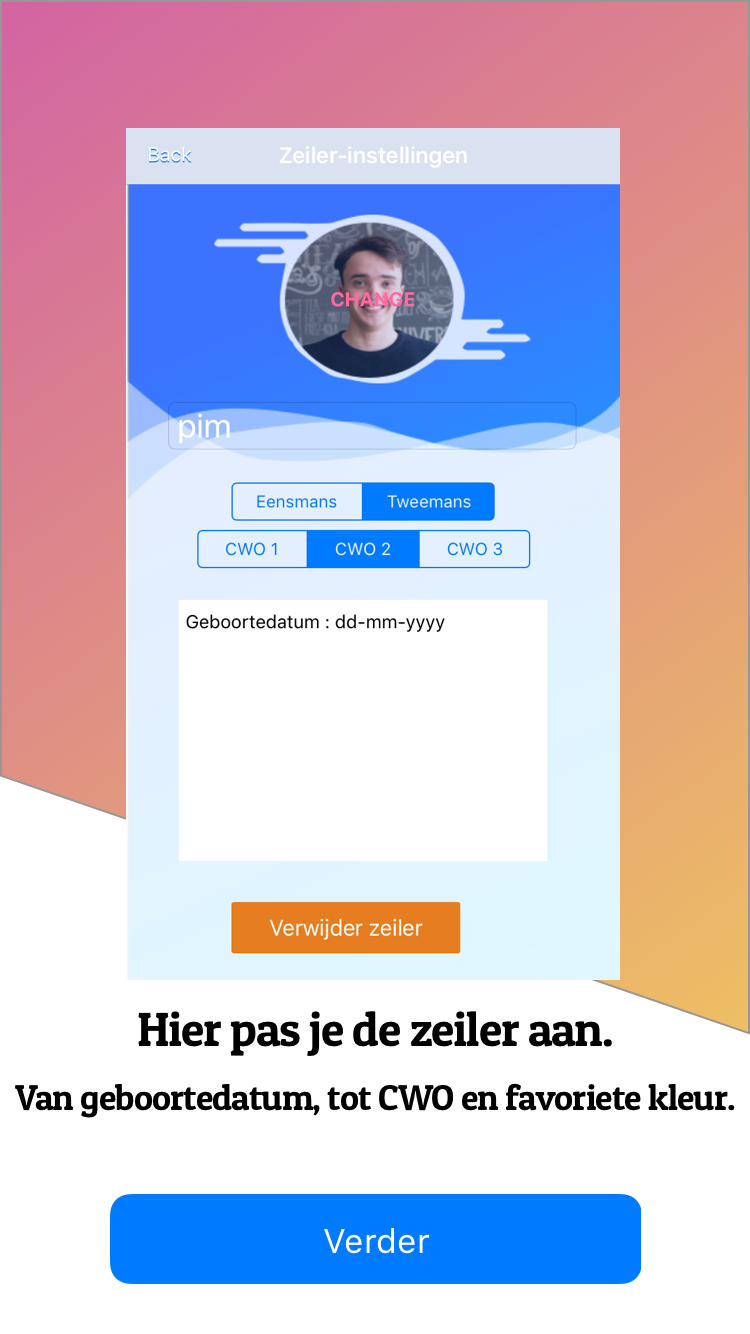 Back Zeiler-instellingen
CHANGE
pim
Eensmans Tweemans
CWO 1 CWO 2 CWO 3
Geboortedatum : dd-mm-yyyy
Verwijder zeiler
Hier pas je de zeiler aan.
Van geboortedatum, tot CWO en favoriete kleur.
Verder